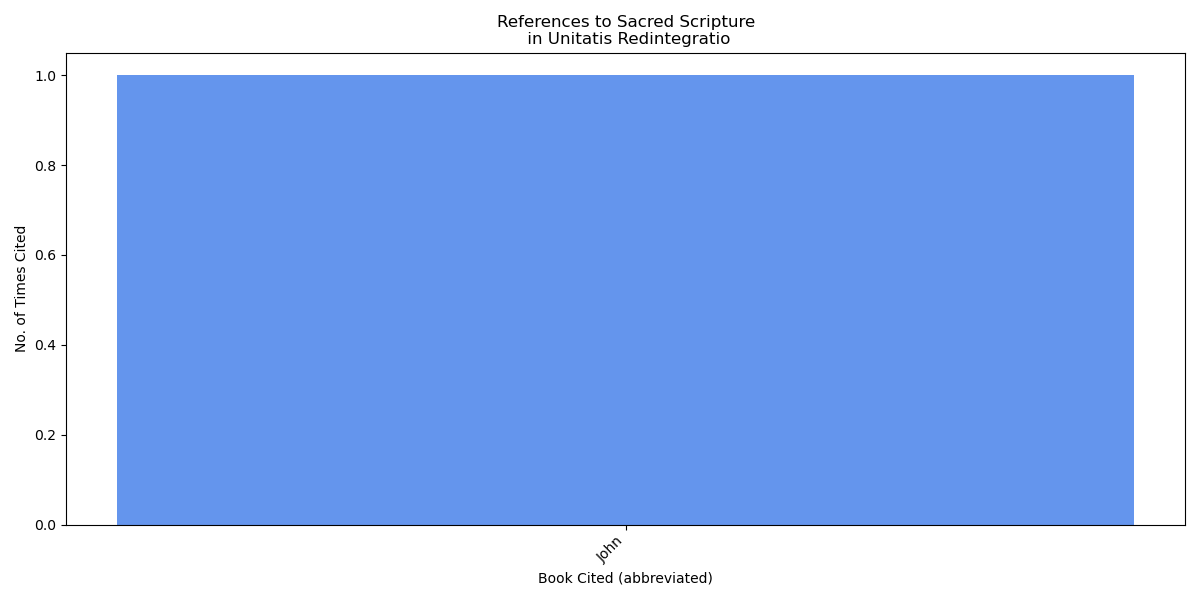 References to Sacred Scripture
in Unitatis Redintegratio
No. of Times Cited
1.0
0.8
0.6
0.4
0.2
0.0
John
Book Cited (abbreviated)